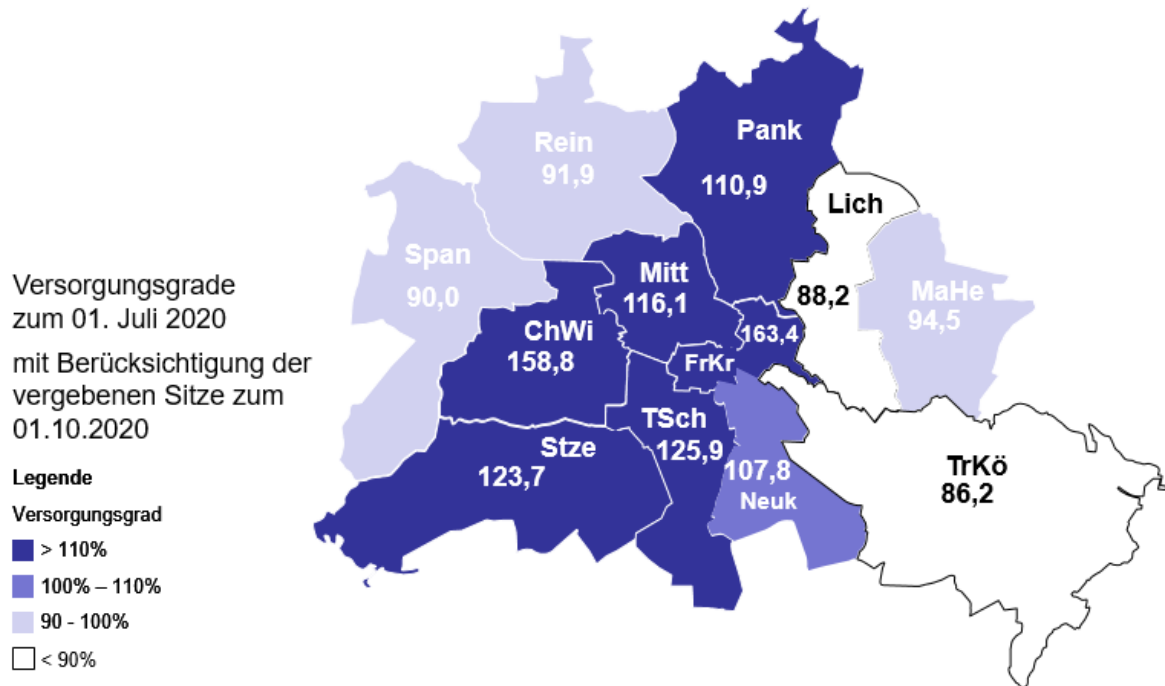 Versorgungsgrade
zum 01. Juli 2020
mit Berücksichtigung der
vergebenen Sitze zum
01.10.2020
Legende
Versorgungsgrad
> 110%
100% – 110%
90 - 100%
< 90%
Rein
91,9
Pank
110,9
Lich
88,2
Span
90,0
Mitt
116,1
MaHe
94,5
ChWi
158,8
163,4
FrKr
TSch
125,9
Stze
123,7
107,8
Neuk
TrKö
86,2